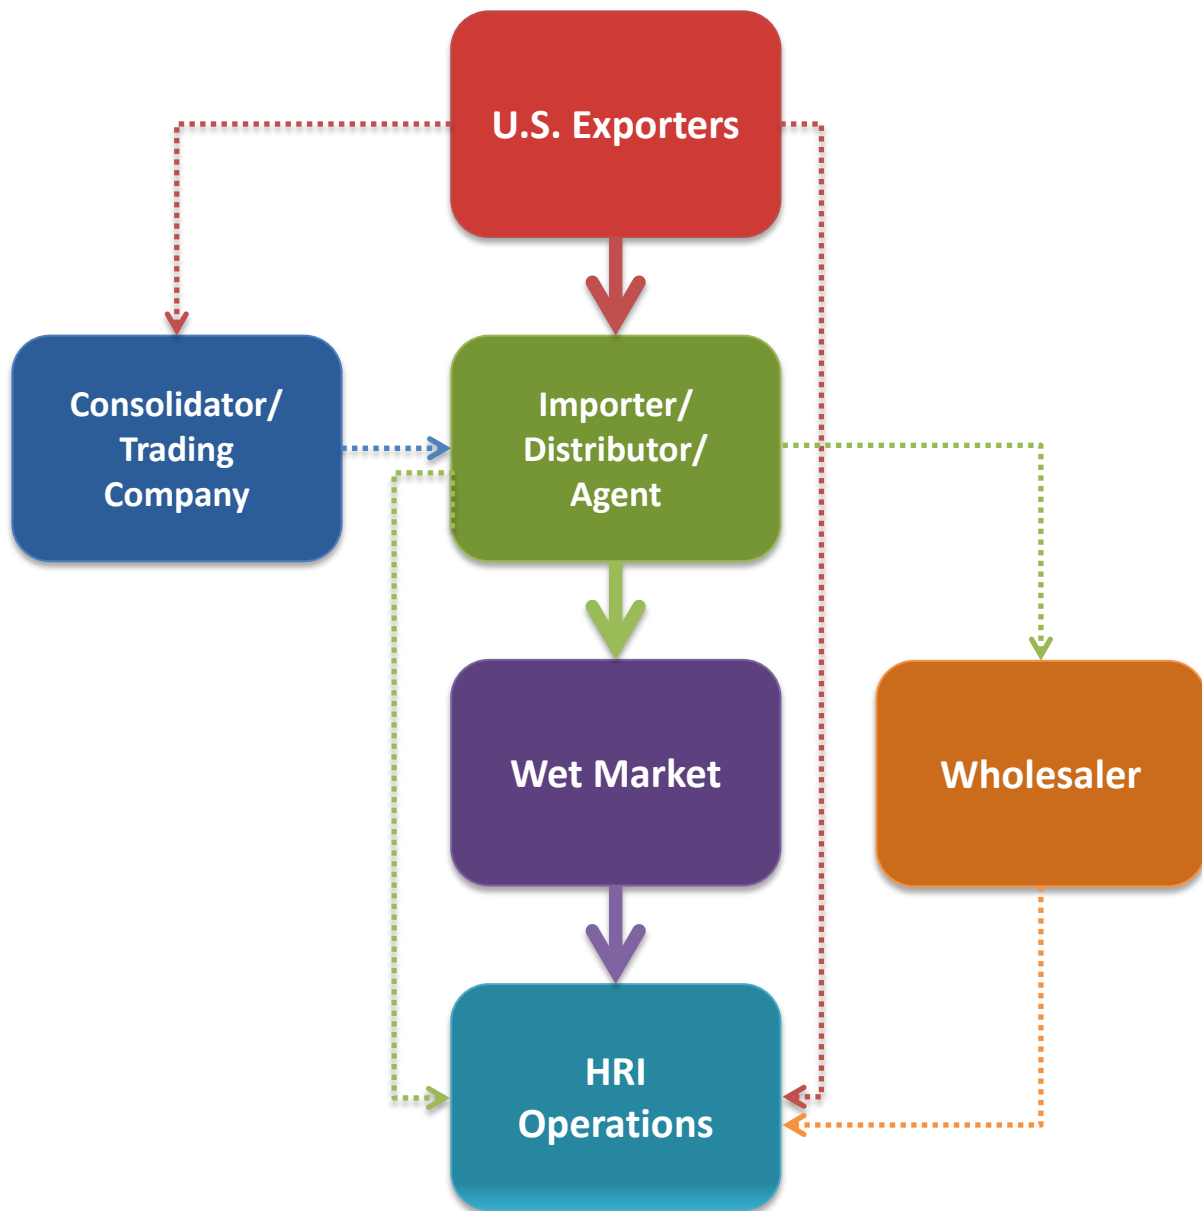 U.S. Exporters
Consolidator/
Trading
Company
Importer/
Distributor/
Agent
Wet Market
Wholesaler
HRI
Operations